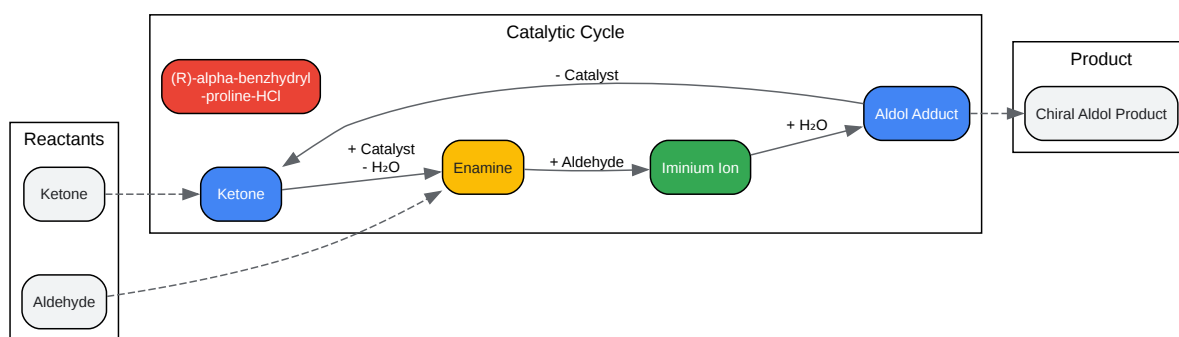 Catalytic Cycle
(R)-alpha-benzhydryl
-proline-HCl
- Catalyst
Product
Chiral Aldol Product
Aldol Adduct
+ H₂O
Reactants
Ketone
Ketone
+ Catalyst
- H₂O
Enamine
+ Aldehyde
Iminium Ion
Aldehyde